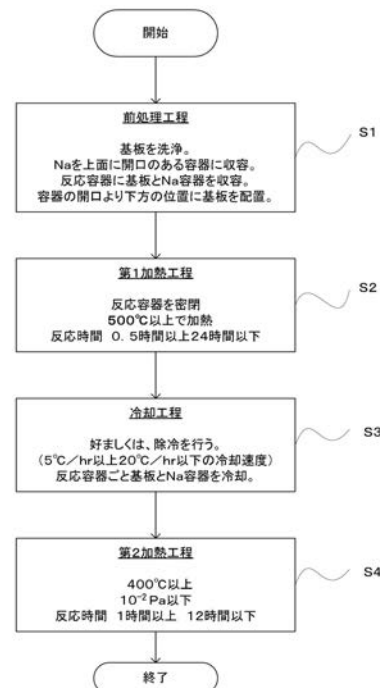 開始
前処理工程
S1
基板を洗浄。
Naを上面に開口のある容器に収容。
反応容器に基板とNa容器を収容。
容器の開口より下方の位置に基板を配置。
第1加熱工程
S2
反応容器を密閉
500℃以上で加熱
反応時間 0.5時間以上24時間以下
冷却工程
S3
好ましくは、除冷を行う。
(5℃/hr以上20℃/hr以下の冷却速度)
反応容器ごと基板とNa容器を冷却。
第2加熱工程
S4
400℃以上
10⁻²Pa以下
反応時間 1時間以上 12時間以下
終了